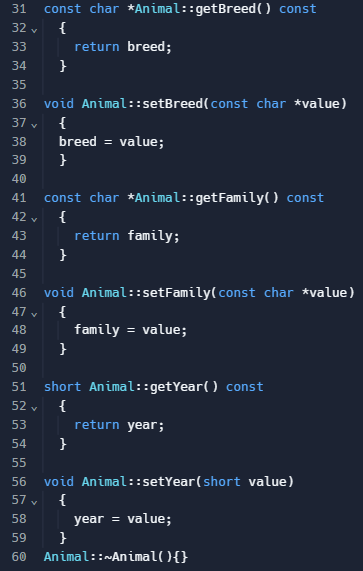 31 const char *Animal::getBreed() const
32 {
33 return breed;
34 }
35
36 void Animal::setBreed(const char *value)
37 {
38 breed = value;
39 }
40
41 const char *Animal::getFamily() const
42 {
43 return family;
44 }
45
46 void Animal::setFamily(const char *value)
47 {
48 family = value;
49 }
50
51 short Animal::getYear() const
52 {
53 return year;
54 }
55
56 void Animal::setYear(short value)
57 {
58 year = value;
59 }
60 Animal::~Animal(){}